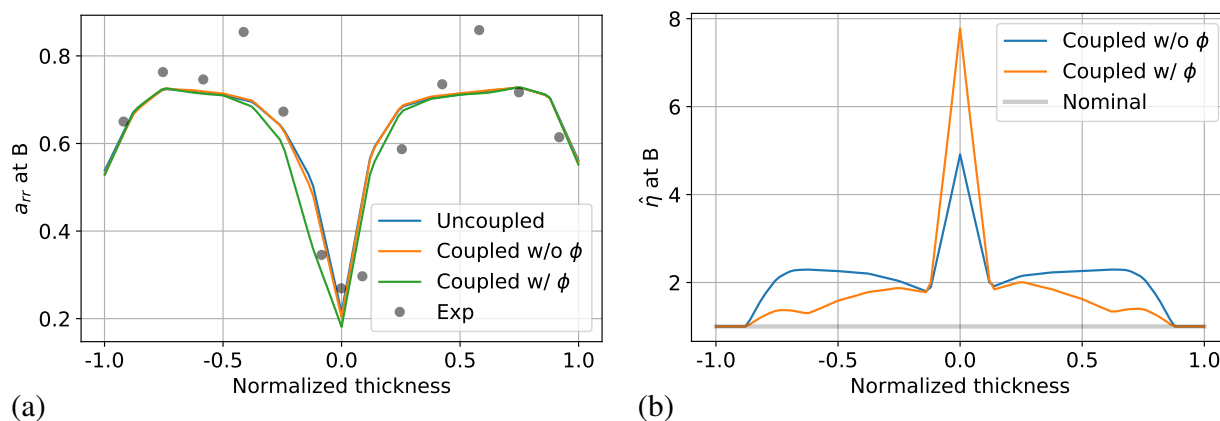 0.8
0.6
0.4
0.2
a_rr at B
Uncoupled
Coupled w/o ϕ
Coupled w/ ϕ
Exp
-1.0 -0.5 0.0 0.5 1.0
Normalized thickness
(a)
8
6
4
2
η̂ at B
Coupled w/o ϕ
Coupled w/ ϕ
Nominal
-1.0 -0.5 0.0 0.5 1.0
Normalized thickness
(b)